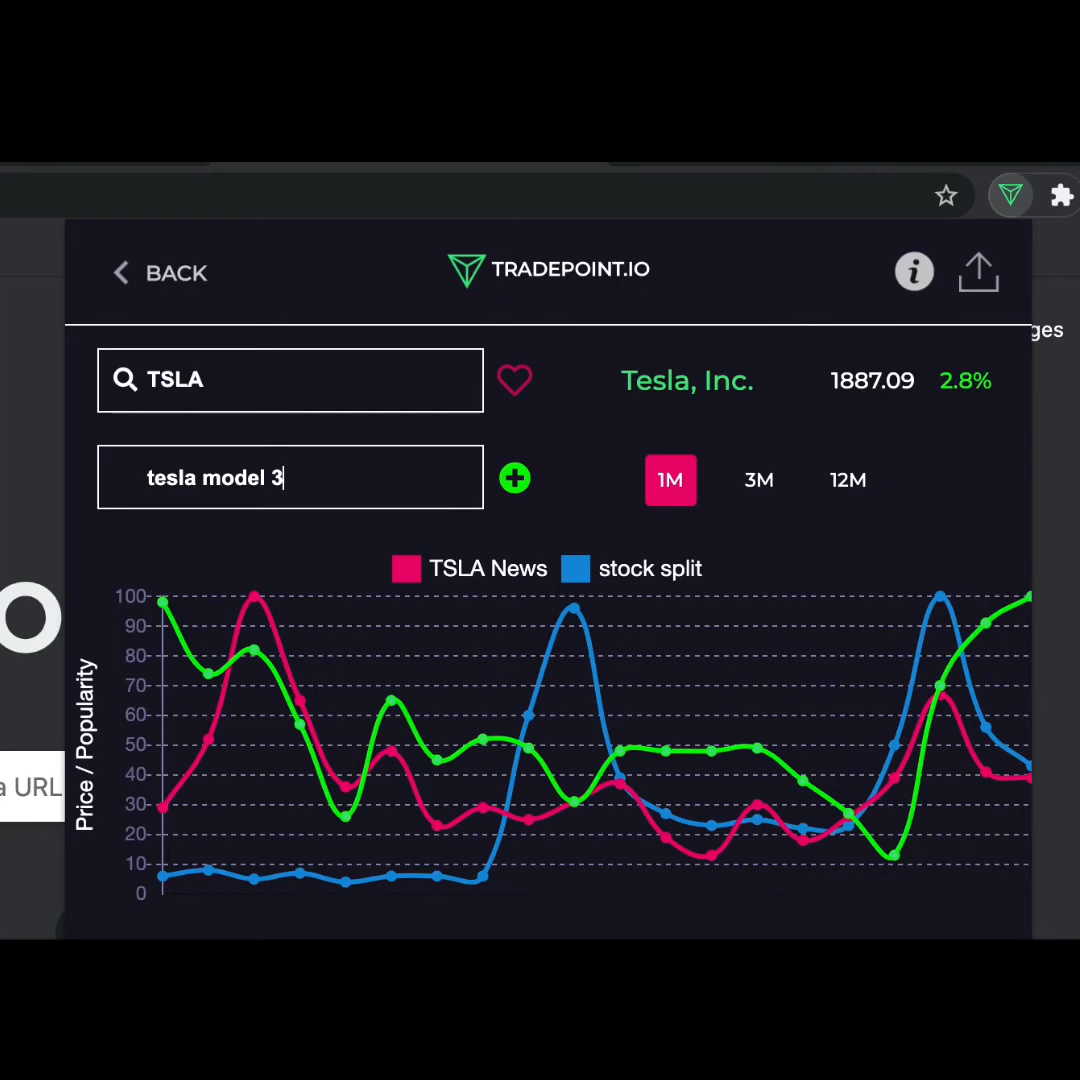 BACK
TRADEPOINT.IO
i
ges
TSLA
Tesla, Inc.
1887.09
2.8%
tesla model 3
1M
3M
12M
TSLA News
stock split
100
90
80
70
60
50
40
30
20
10
0
Price / Popularity
O
a URL